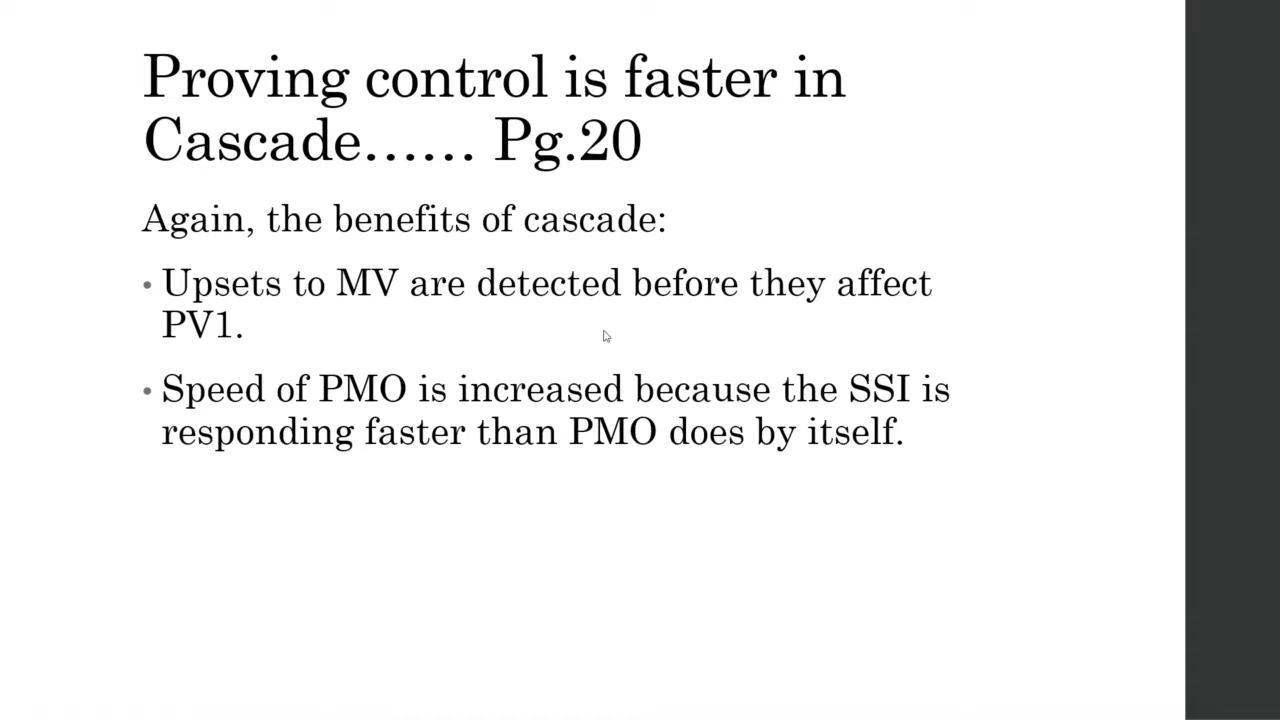 Proving control is faster in
Cascade…… Pg.20
Again, the benefits of cascade:
• Upsets to MV are detected before they affect
PV1.
• Speed of PMO is increased because the SSI is
responding faster than PMO does by itself.